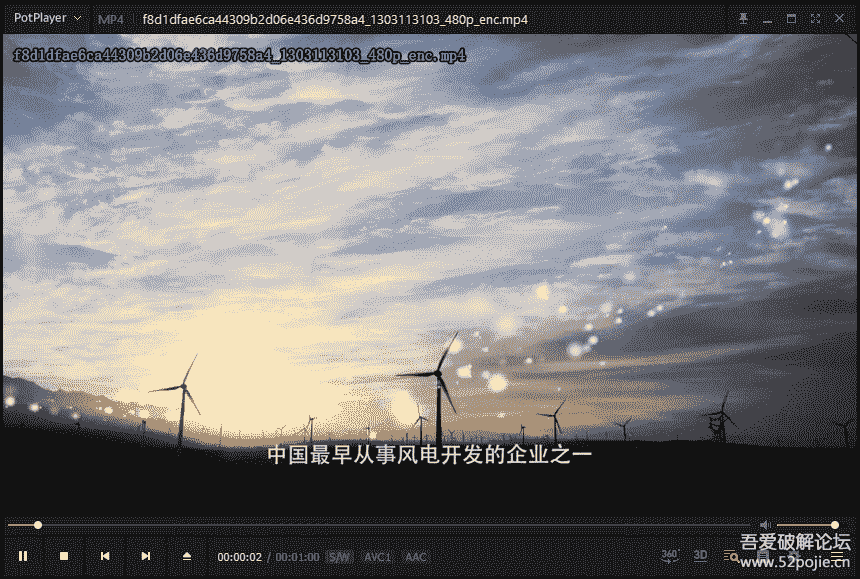 PotPlayer MP4 f8d1dfae6ca44309b2d06e436d9758a4_1303113103_480p_enc.mp4
f8d1dfae6ca44309b2d06e436d9758a4_1303113103_480p_enc.mp4
中国最早从事风电开发的企业之一
00:00:02 / 00:01:00 S/W AVC1 AAC
360° 3D
吾爱破解论坛
www.52pojie.cn